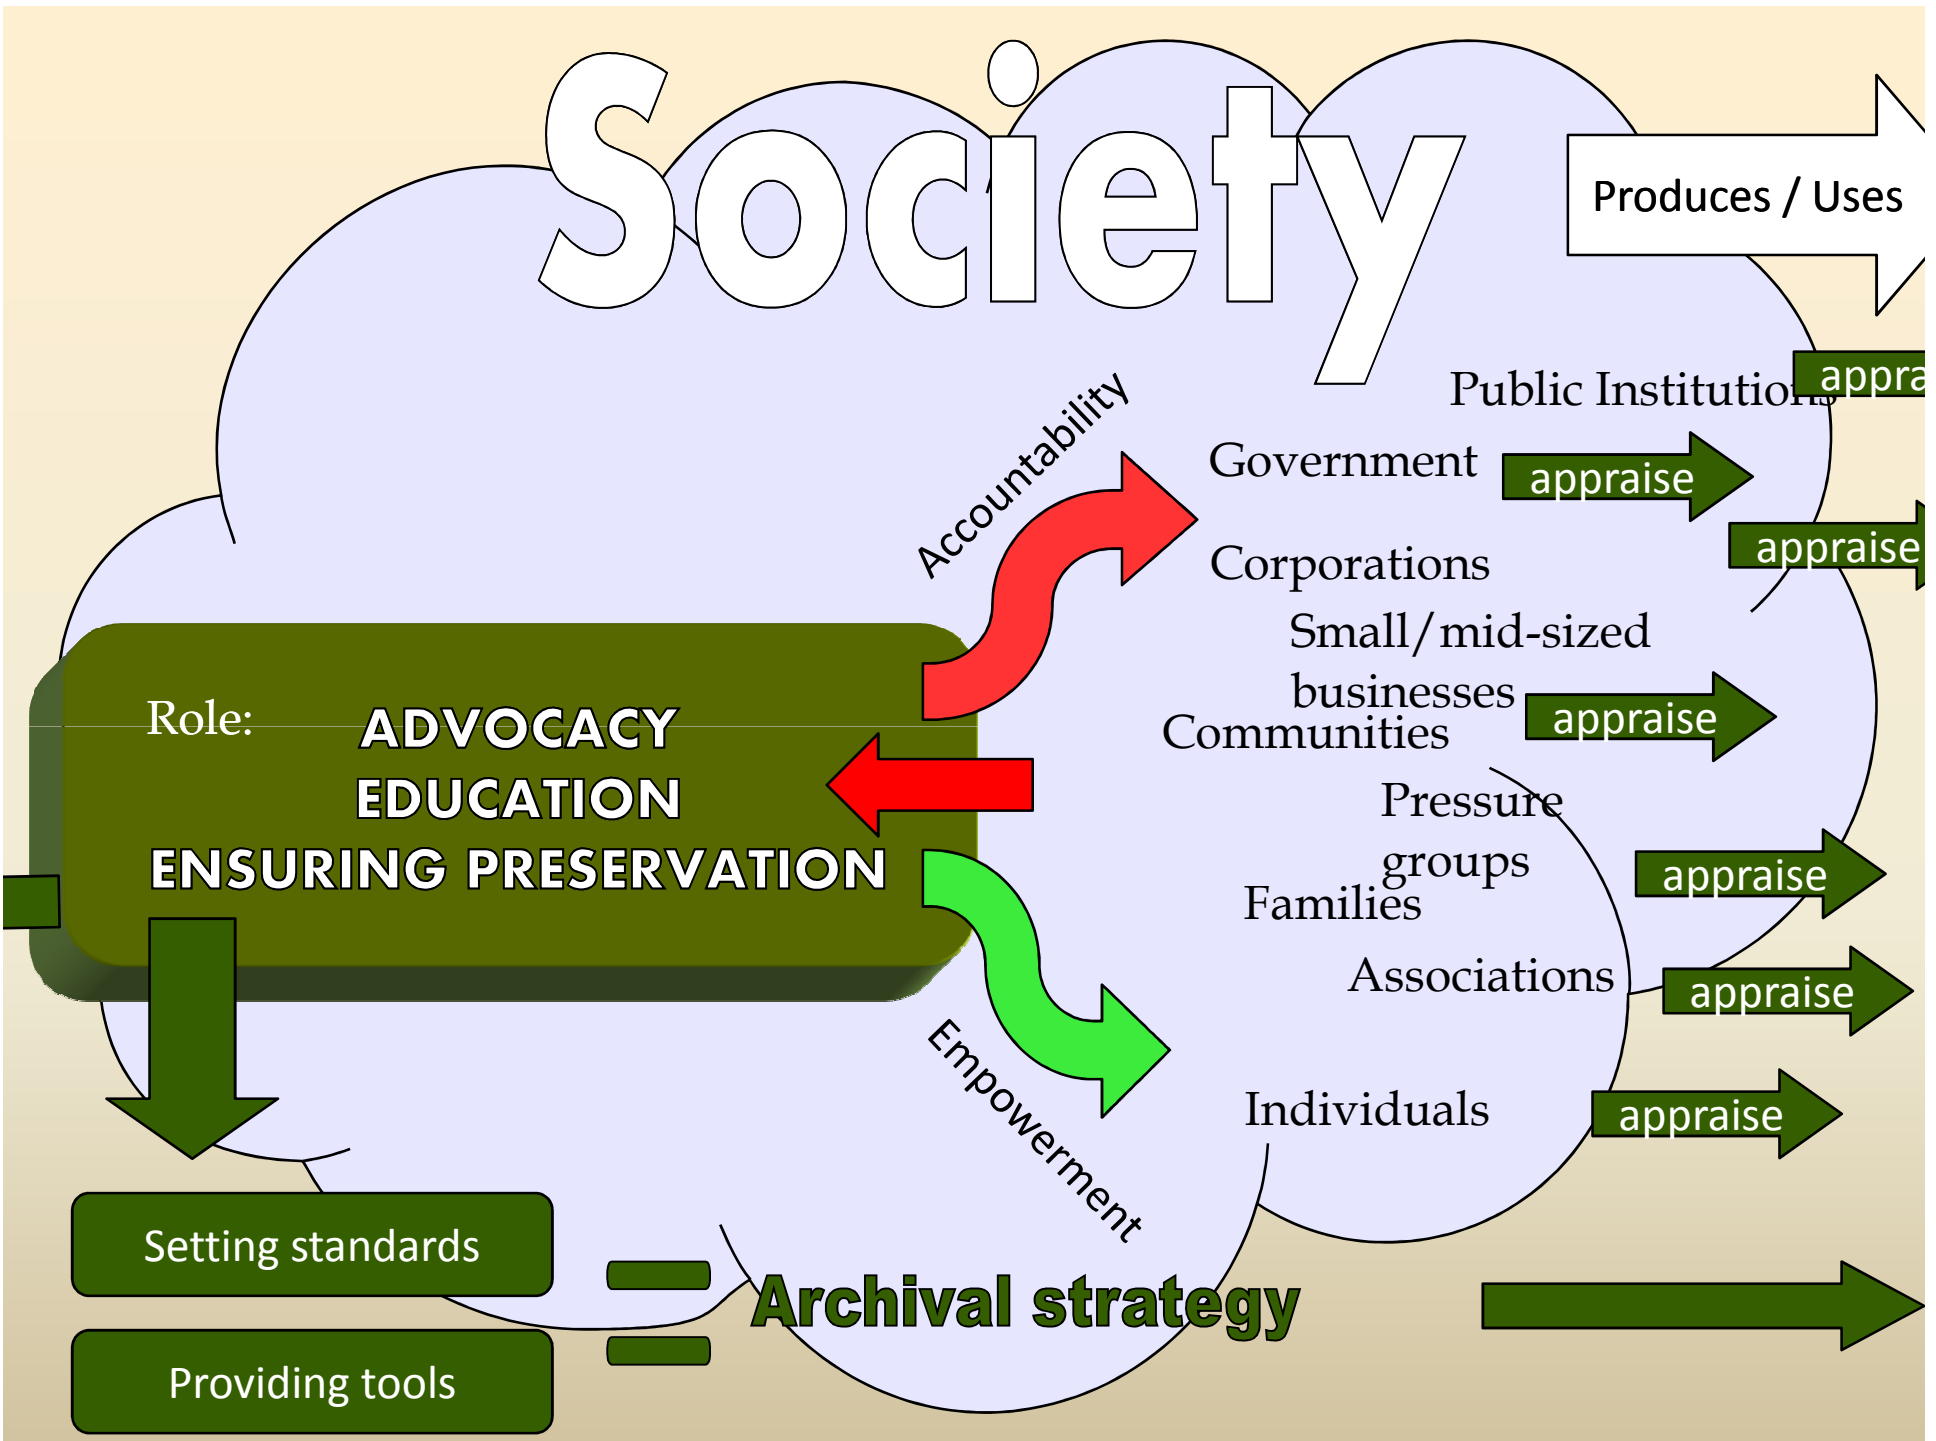 Society
Produces / Uses
Public Institutions
appra
Accountability
Government
appraise
appraise
Corporations
Small/mid-sized
businesses
appraise
Communities
Role:
ADVOCACY
EDUCATION
ENSURING PRESERVATION
Pressure
groups
appraise
Families
Associations
appraise
Empowerment
Individuals
appraise
Setting standards
Archival strategy
Providing tools